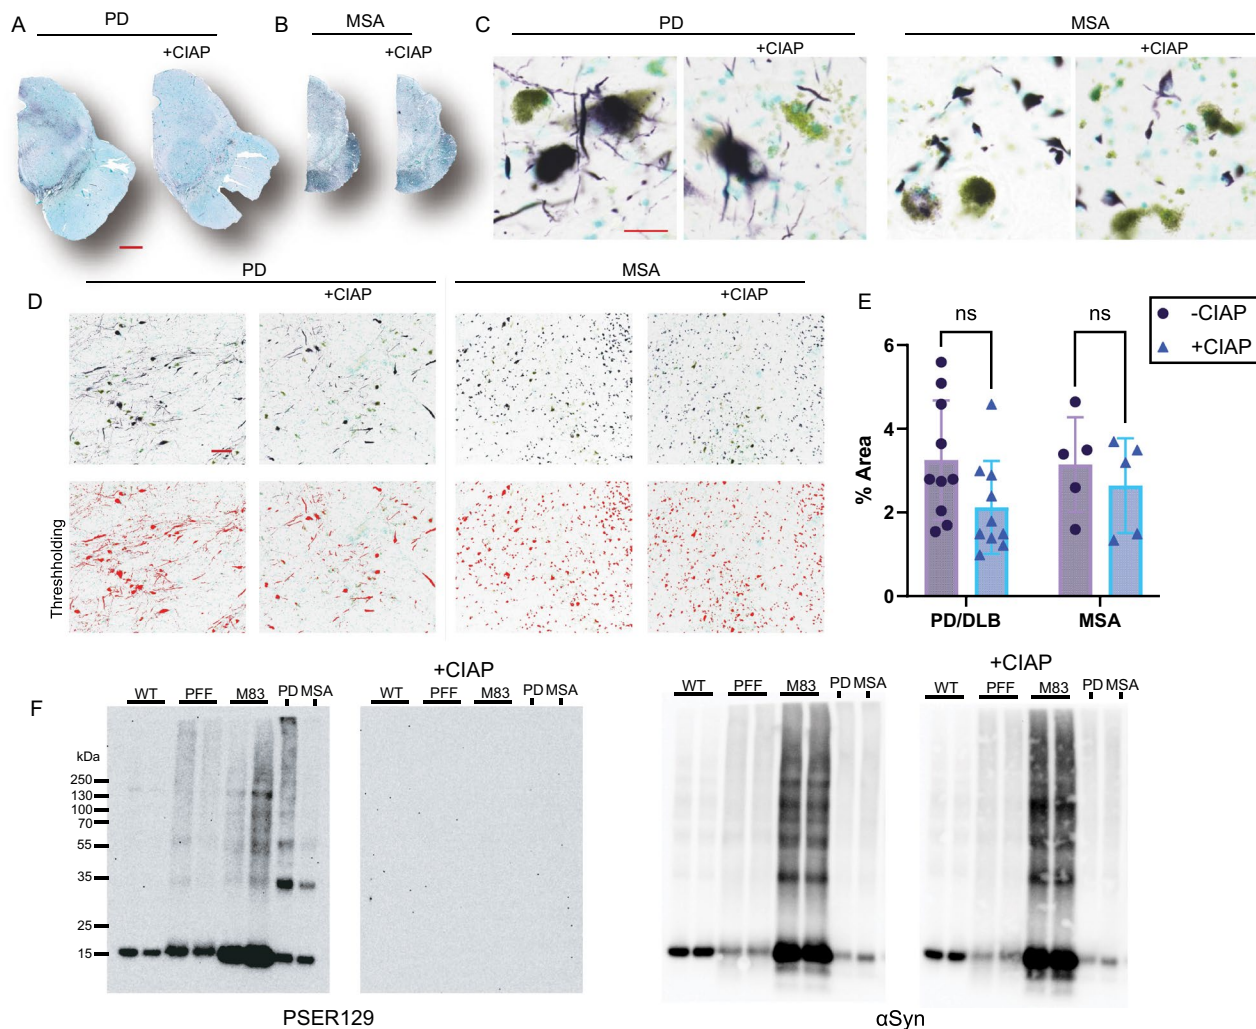 A
PD
+CIAP
B
MSA
+CIAP
C
PD
+CIAP
MSA
+CIAP
D
PD
+CIAP
MSA
+CIAP
Threshholding
E
-CIAP
+CIAP
ns
ns
6
4
2
0
% Area
PD/DLB
MSA
F
WT
PFF
M83
PD
MSA
+CIAP
WT
PFF
M83
PD
MSA
kDa
250
130
100
70
55
35
25
15
PSER129
WT
PFF
M83
PD
MSA
+CIAP
WT
PFF
M83
PD
MSA
αSyn